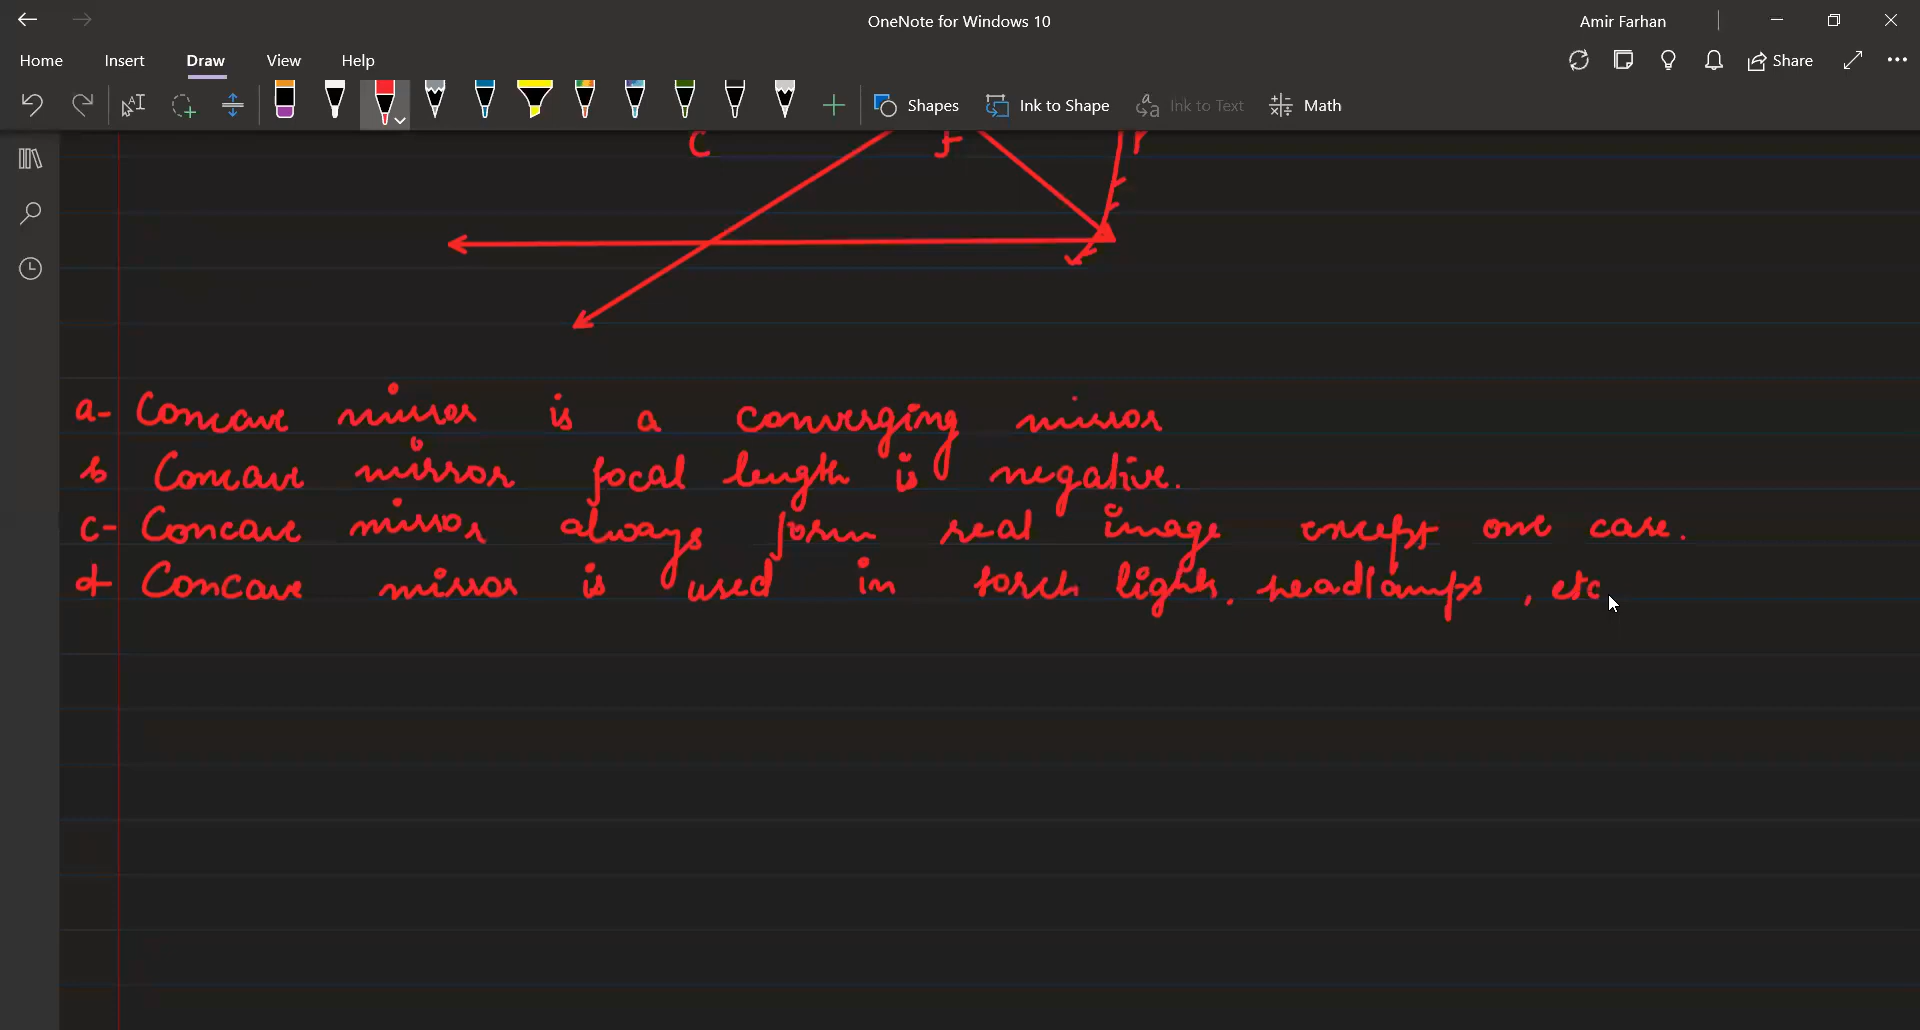 OneNote for Windows 10 Amir Farhan
Home Insert Draw View Help Share
Shapes Ink to Shape Ink to Text Math
C F P
a- Concave mirror is a converging mirror
b Concave mirror focal length is negative.
c- Concave mirror always form real image except one case.
d Concave mirror is used in torch lights, headlamps, etc